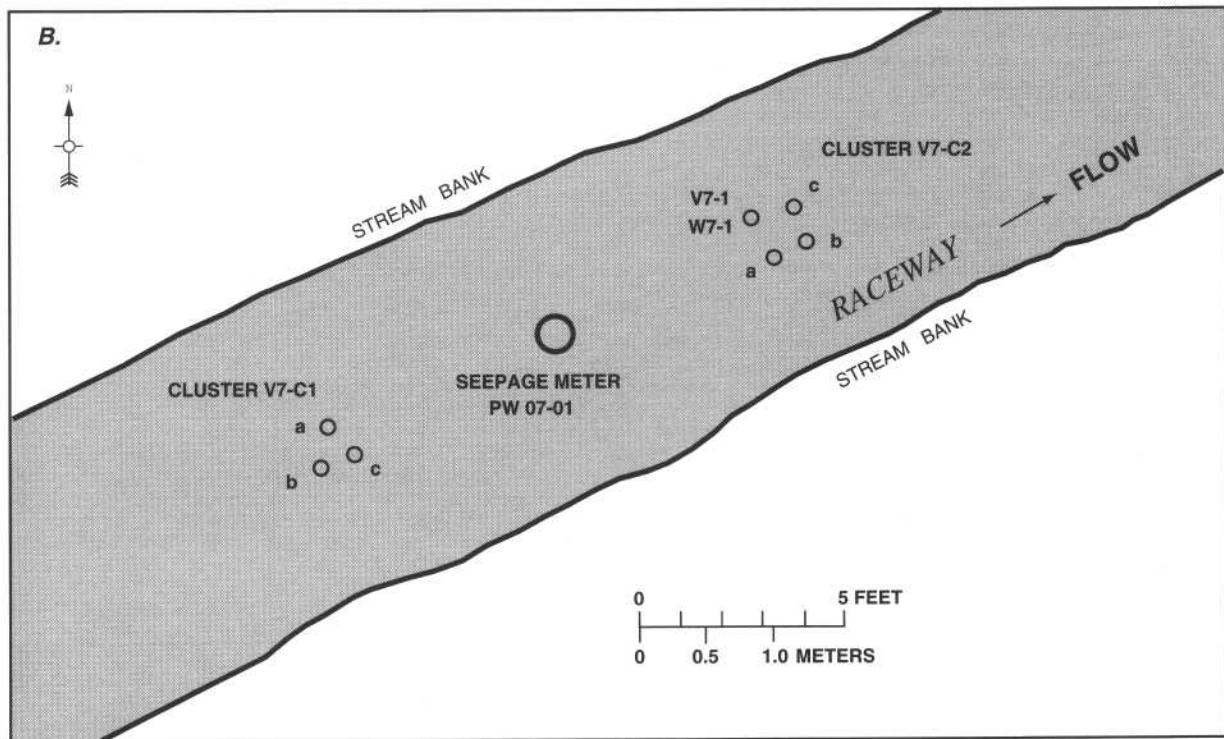 B.
N
CLUSTER V7-C2
FLOW
STREAM BANK
V7-1
c
W7-1
b
a
RACEWAY
STREAM BANK
CLUSTER V7-C1
SEEPAGE METER
PW 07-01
a
b
c
0 5 FEET
0 0.5 1.0 METERS